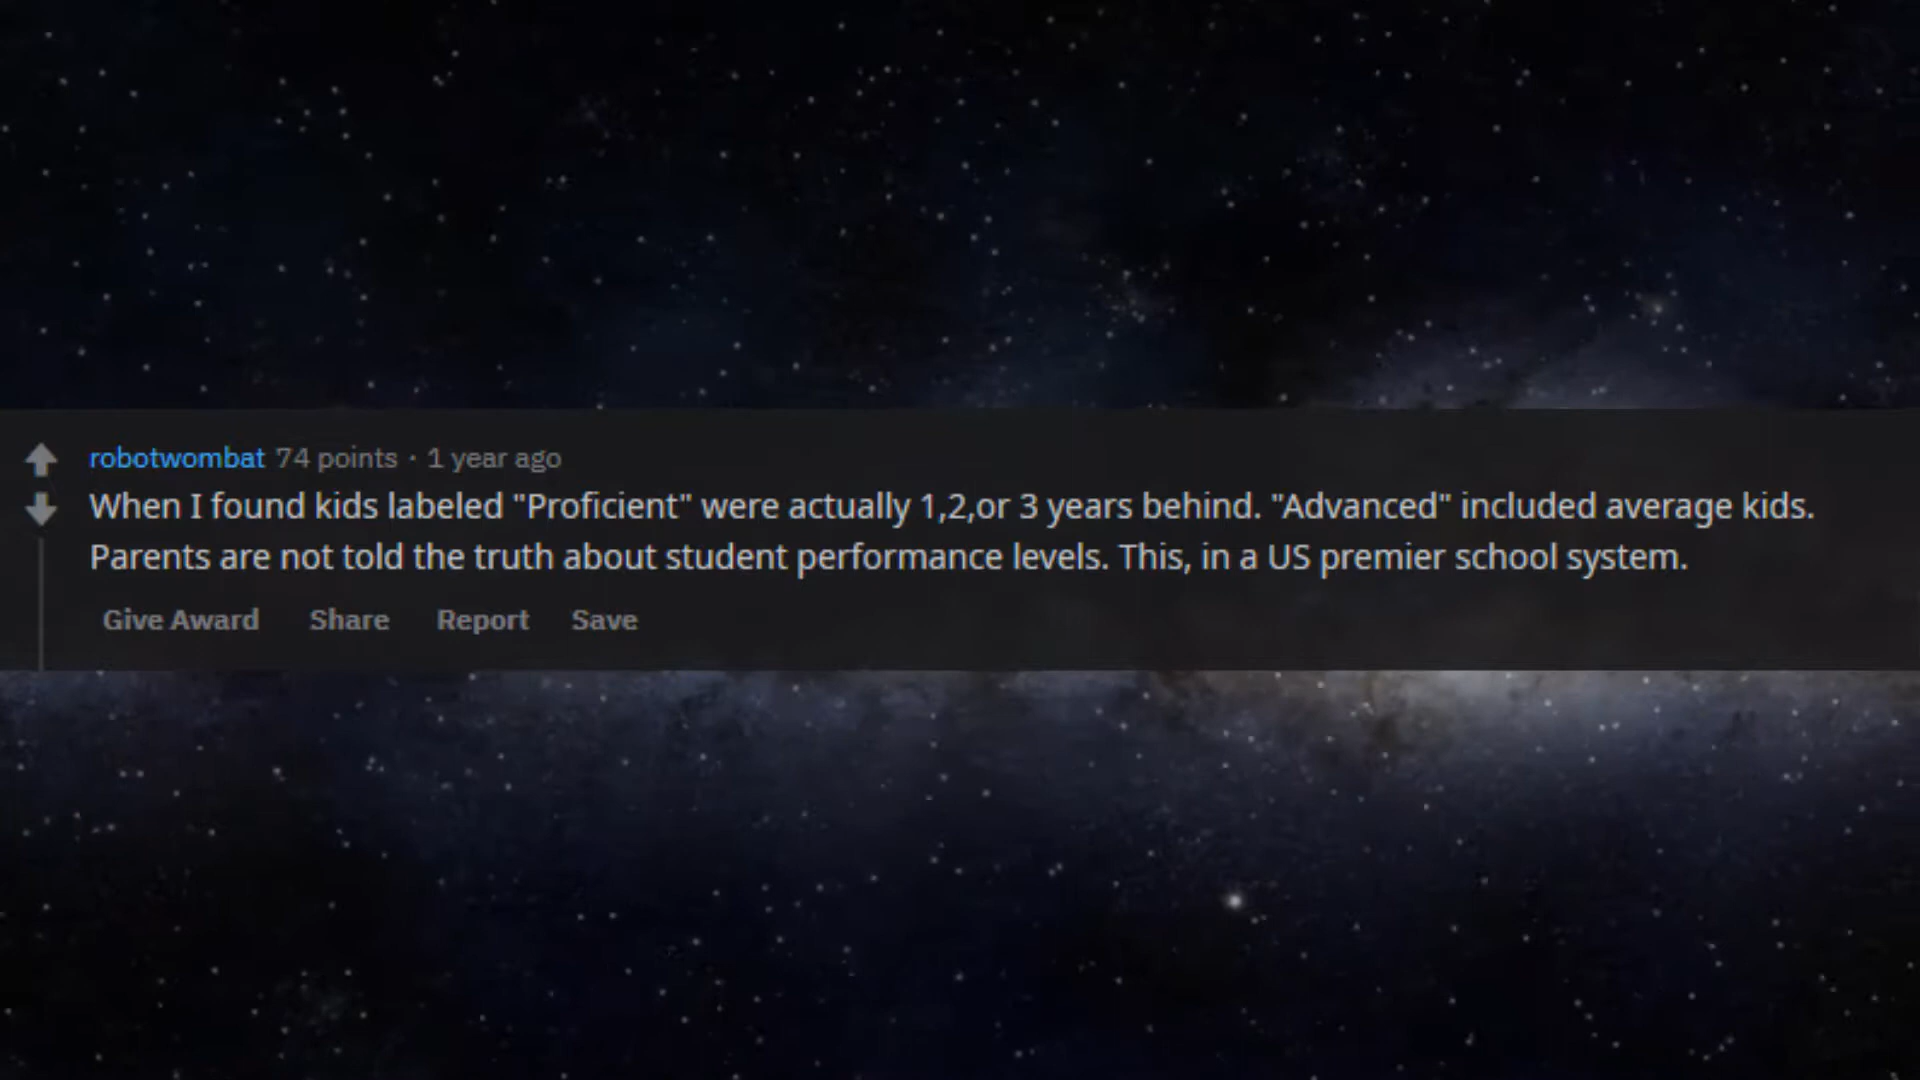 robotwombat 74 points · 1 year ago
When I found kids labeled "Proficient" were actually 1,2,or 3 years behind. "Advanced" included average kids.
Parents are not told the truth about student performance levels. This, in a US premier school system.
Give Award Share Report Save